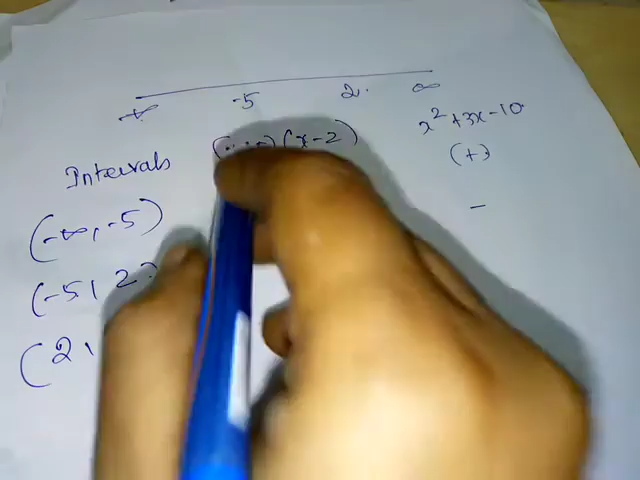 -∞ -5 2. ∞
Intervals (x-2) x² +3x-10
(+)
(-∞, -5) -
(-5, 2)
(2,